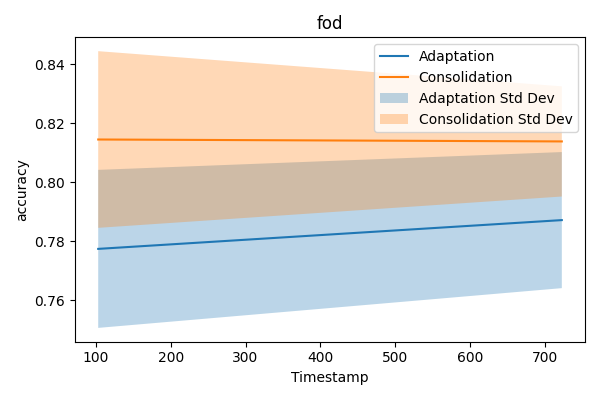 fod
Adaptation
Consolidation
Adaptation Std Dev
Consolidation Std Dev
accuracy
0.84
0.82
0.80
0.78
0.76
100 200 300 400 500 600 700
Timestamp